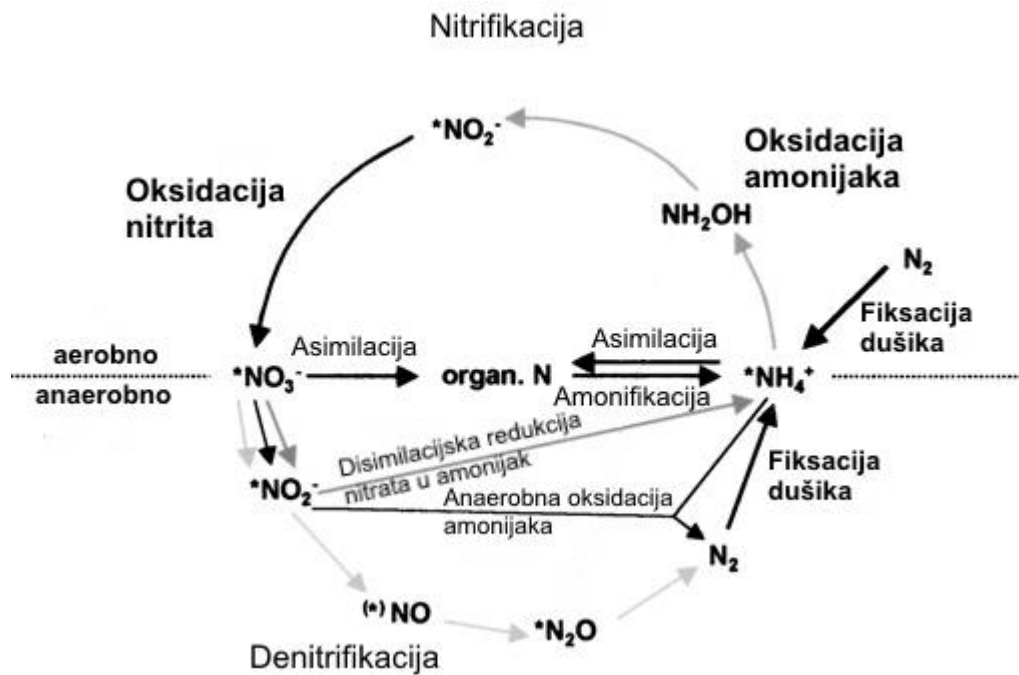 Nitrifikacija
*NO₂⁻
Oksidacija
amonijaka
Oksidacija
nitrita
NH₂OH
N₂
Fiksacija
dušika
aerobno
anaerobno
*NO₃⁻
Asimilacija
organ. N
Asimilacija
Amonifikacija
*NH₄⁺
Disimilacijska redukcija
nitrata u amonijak
Fiksacija
dušika
*NO₂⁻
Anaerobna oksidacija
amonijaka
N₂
(*) NO
*N₂O
Denitrifikacija